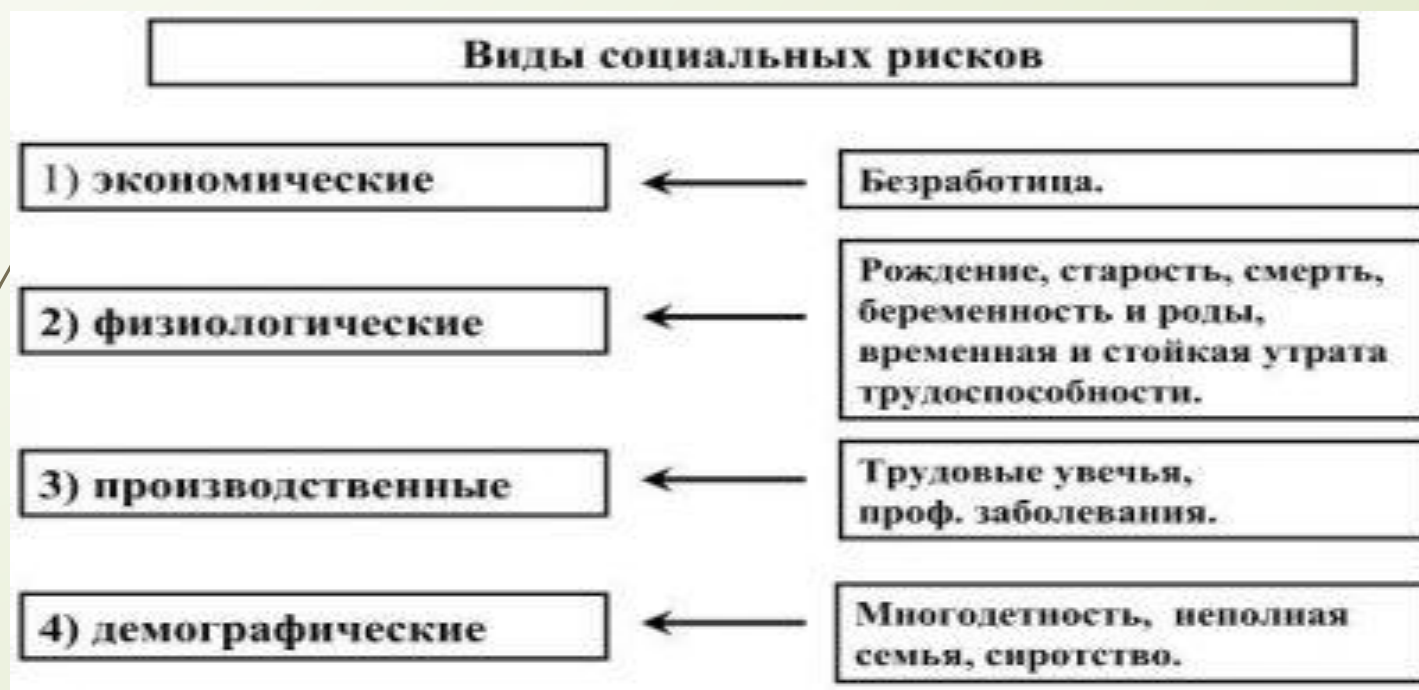 Виды социальных рисков
1) экономические
Безработица.
2) физиологические
Рождение, старость, смерть,
беременность и роды,
временная и стойкая утрата
трудоспособности.
3) производственные
Трудовые увечья,
проф. заболевания.
4) демографические
Многодетность, неполная
семья, сиротство.